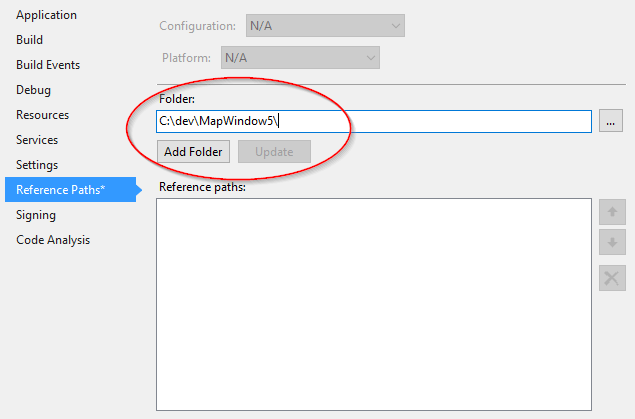 Application
Build
Build Events
Debug
Resources
Services
Settings
Reference Paths*
Signing
Code Analysis
Configuration: N/A
Platform: N/A
Folder:
C:\dev\MapWindow5\
...
Add Folder Update
Reference paths: